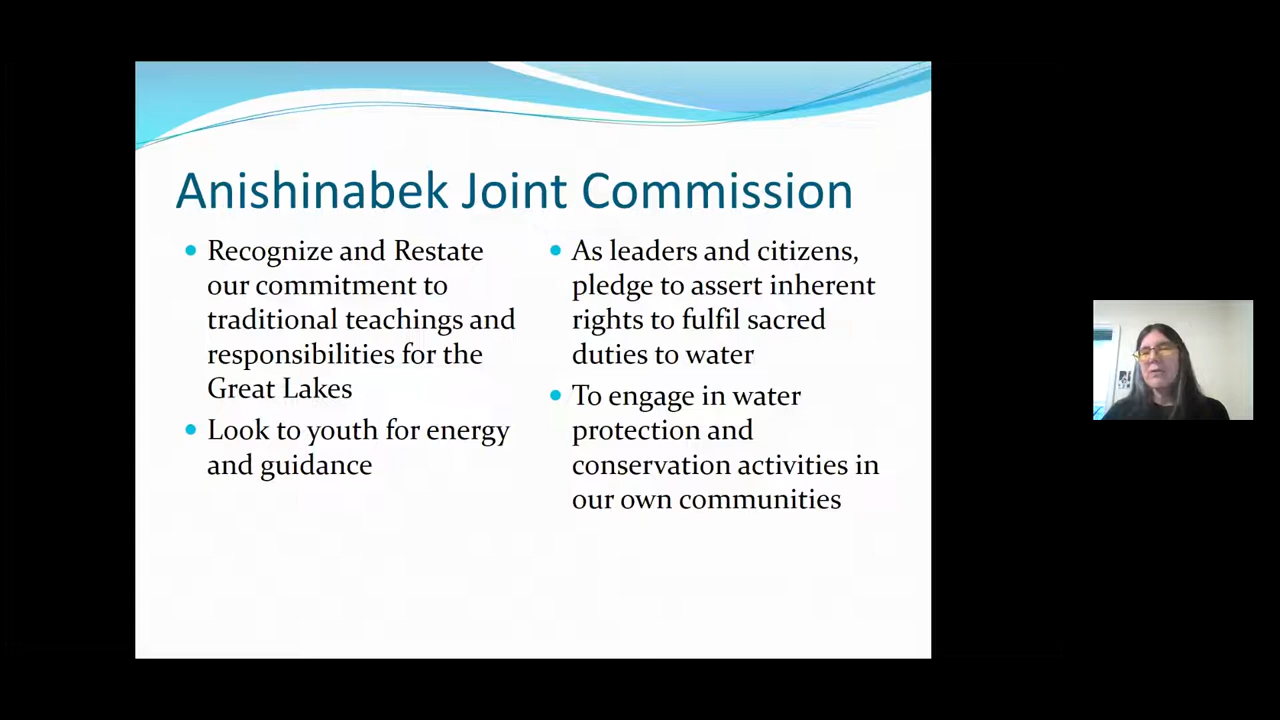 Anishinabek Joint Commission
Recognize and Restate
our commitment to
traditional teachings and
responsibilities for the
Great Lakes
Look to youth for energy
and guidance
As leaders and citizens,
pledge to assert inherent
rights to fulfil sacred
duties to water
To engage in water
protection and
conservation activities in
our own communities